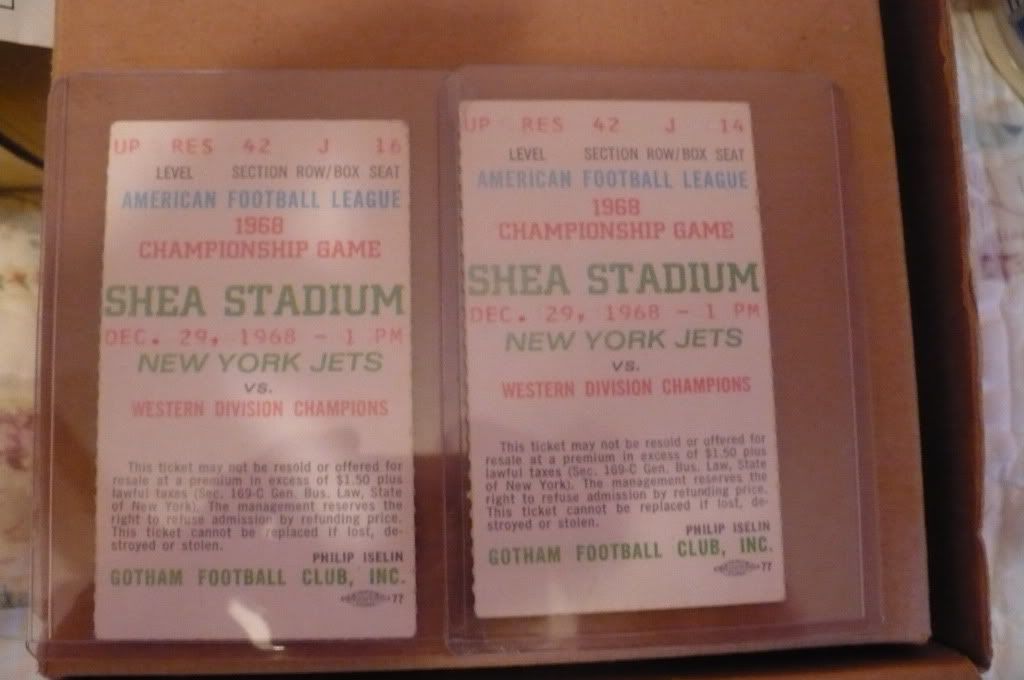 UP RES 42 J 16
LEVEL SECTION ROW/BOX SEAT
AMERICAN FOOTBALL LEAGUE
1968
CHAMPIONSHIP GAME
SHEA STADIUM
DEC. 29, 1968 - 1 PM
NEW YORK JETS
VS.
WESTERN DIVISION CHAMPIONS
This ticket may not be resold or offered for
resale at a premium in excess of $1.50 plus
lawful taxes (Sec. 169-C Gen. Bus. Law, State
of New York). The management reserves the
right to refuse admission by refunding price.
This ticket cannot be replaced if lost, de-
stroyed or stolen.
PHILIP ISELIN
GOTHAM FOOTBALL CLUB, INC.
77
UP RES 42 J 14
LEVEL SECTION ROW/BOX SEAT
AMERICAN FOOTBALL LEAGUE
1968
CHAMPIONSHIP GAME
SHEA STADIUM
DEC. 29, 1968 - 1 PM
NEW YORK JETS
VS.
WESTERN DIVISION CHAMPIONS
This ticket may not be resold or offered for
resale at a premium in excess of $1.50 plus
lawful taxes (Sec. 169-C Gen. Bus. Law, State
of New York). The management reserves the
right to refuse admission by refunding price.
This ticket cannot be replaced if lost, de-
stroyed or stolen.
PHILIP ISELIN
GOTHAM FOOTBALL CLUB, INC.
77